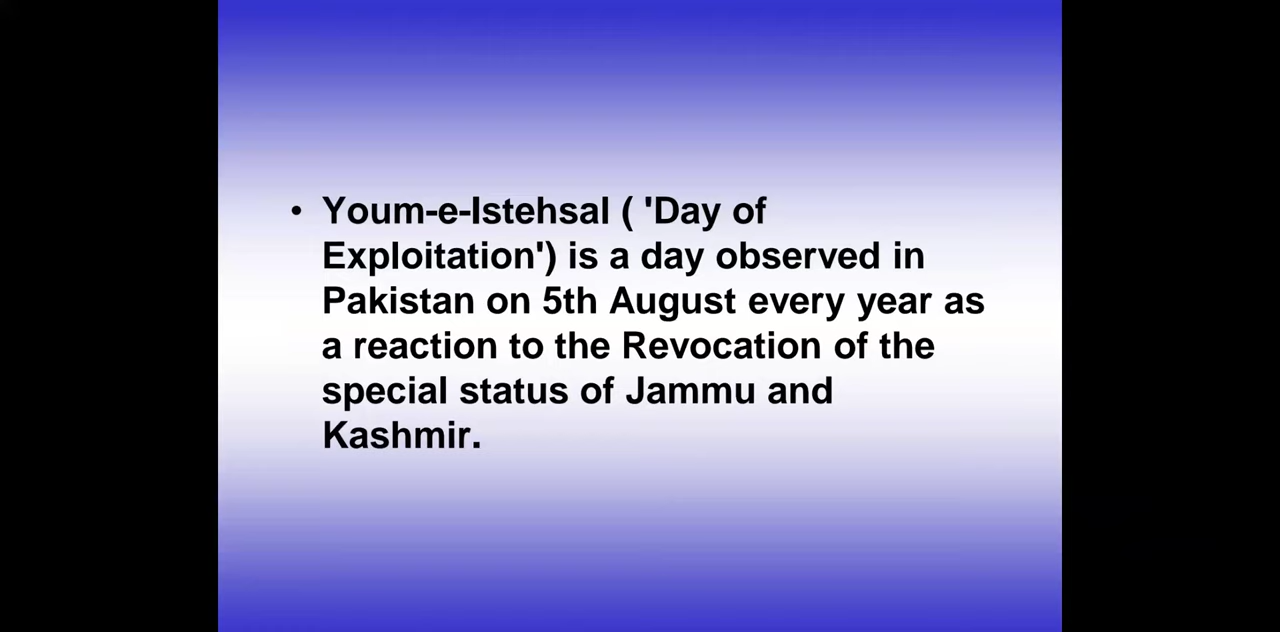 • Youm-e-Istehsal ( 'Day of
Exploitation') is a day observed in
Pakistan on 5th August every year as
a reaction to the Revocation of the
special status of Jammu and
Kashmir.